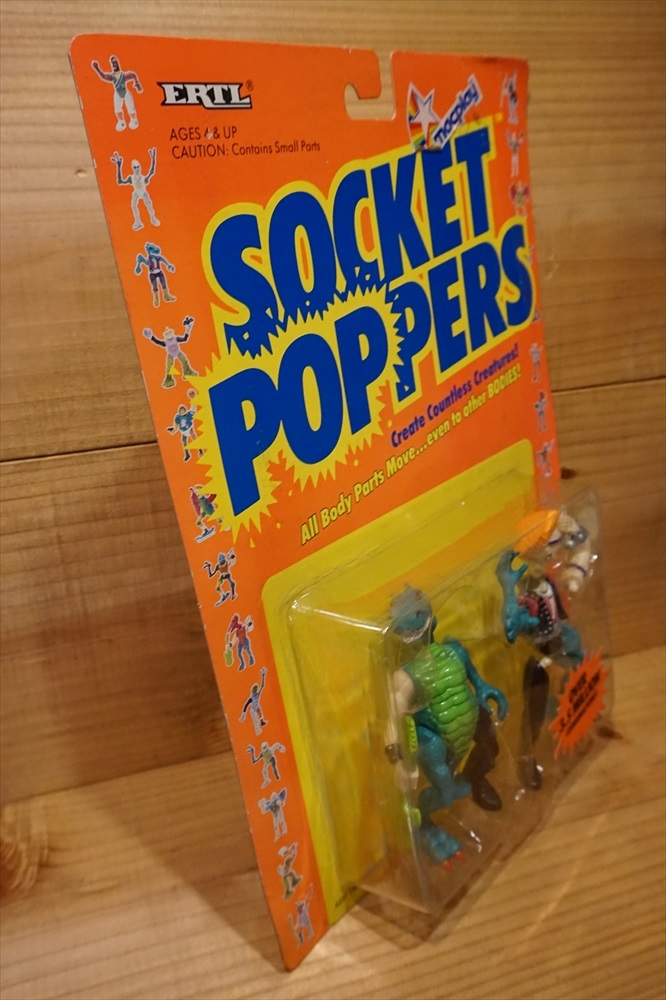 ERTL®
AGES 4 & UP
CAUTION: Contains Small Parts
SOCKET
POPPERS
Create Countless Creatures!
All Body Parts Move...even to other BODIES!
OVER